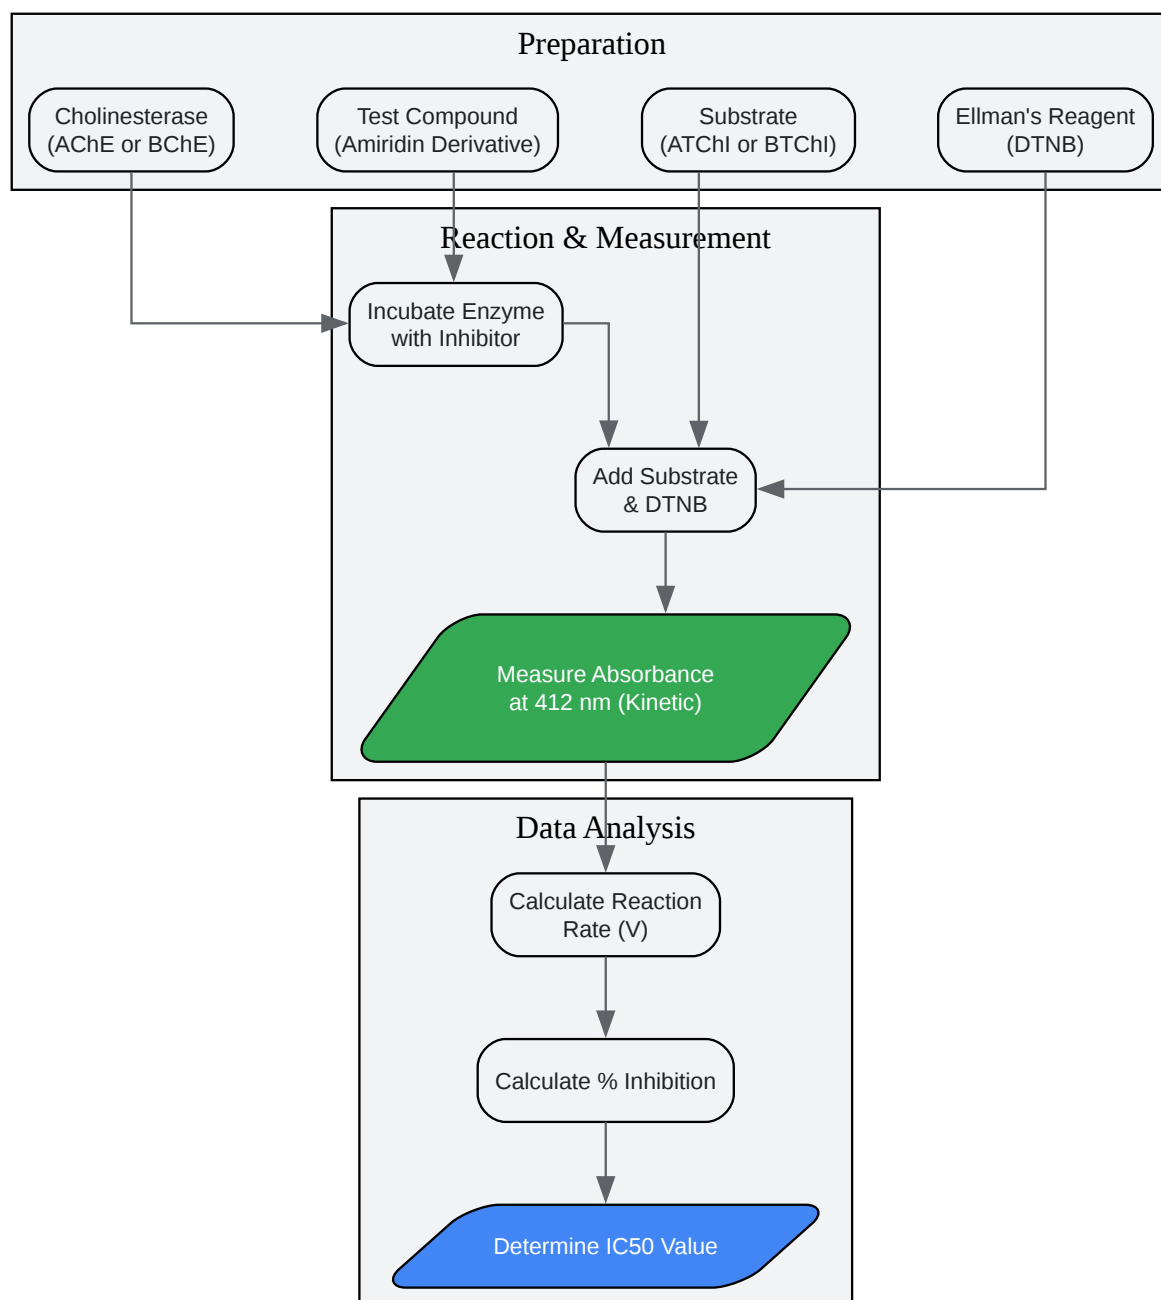 Preparation
Cholinesterase
(AChE or BChE)
Test Compound
(Amiridin Derivative)
Substrate
(ATChI or BTChI)
Ellman's Reagent
(DTNB)
Reaction & Measurement
Incubate Enzyme
with Inhibitor
Add Substrate
& DTNB
Measure Absorbance
at 412 nm (Kinetic)
Data Analysis
Calculate Reaction
Rate (V)
Calculate % Inhibition
Determine IC50 Value